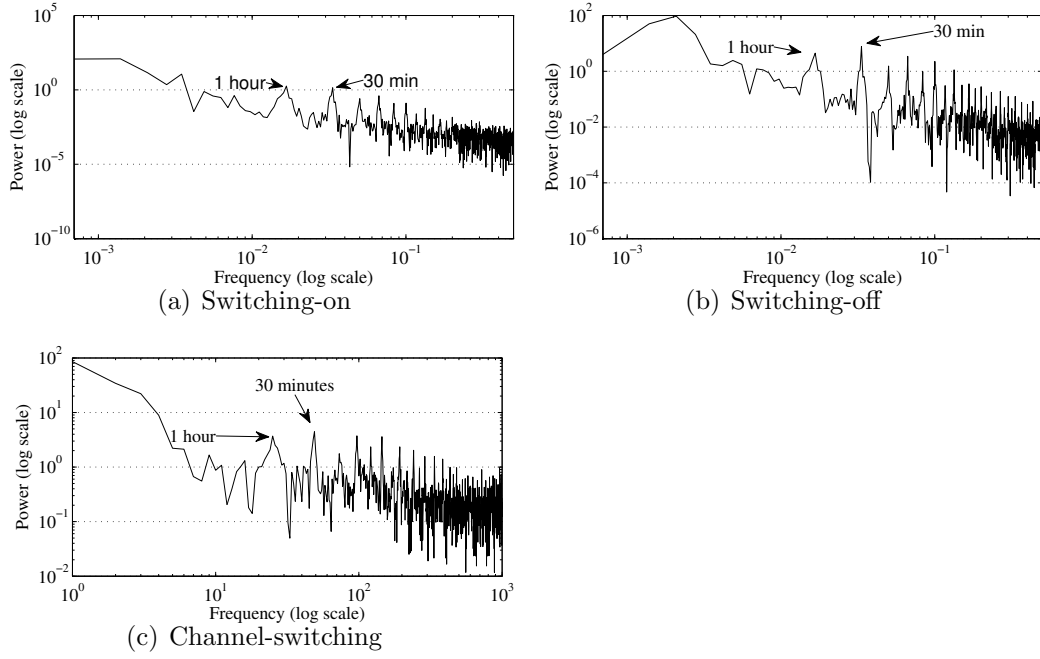 10^5
10^0
10^−5
10^−10
Power (log scale)
1 hour
30 min
10^−3
10^−2
10^−1
Frequency (log scale)
(a) Switching-on
10^2
10^0
10^−2
10^−4
10^−6
Power (log scale)
1 hour
30 min
10^−3
10^−2
10^−1
Frequency (log scale)
(b) Switching-off
10^2
10^1
10^0
10^−1
10^−2
Power (log scale)
30 minutes
1 hour
10^0
10^1
10^2
10^3
Frequency (log scale)
(c) Channel-switching